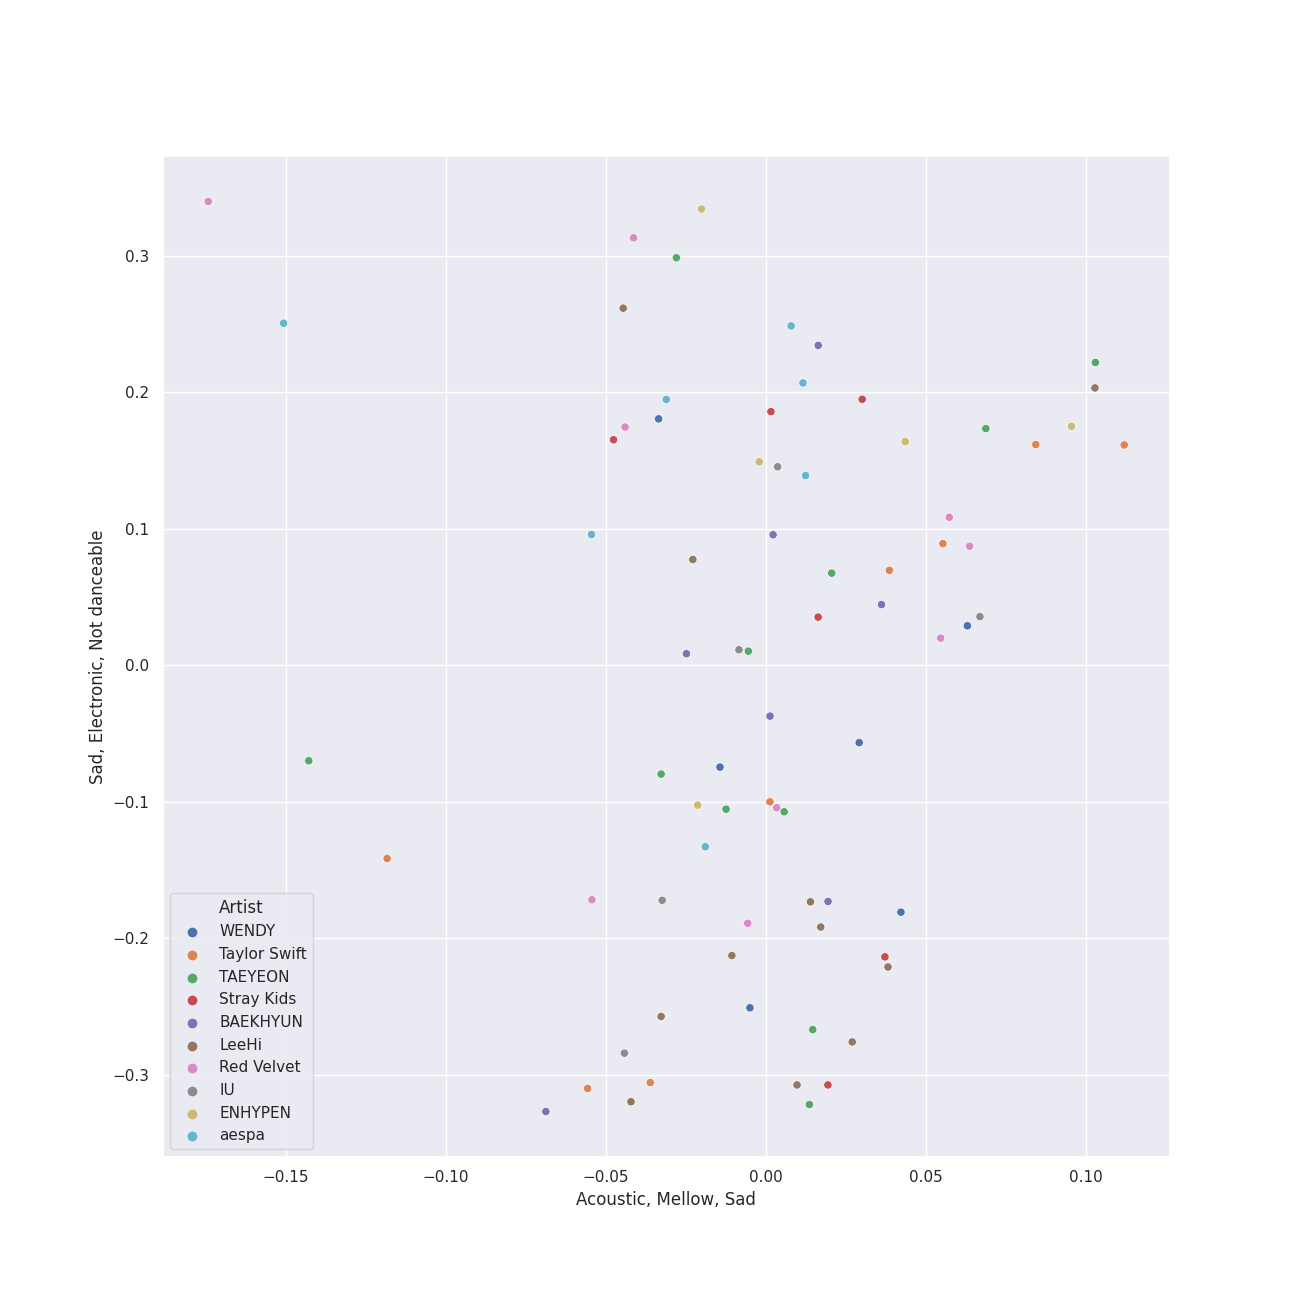 0.3
0.2
0.1
0.0
−0.1
−0.2
−0.3
Sad, Electronic, Not danceable
Artist
WENDY
Taylor Swift
TAEYEON
Stray Kids
BAEKHYUN
LeeHi
Red Velvet
IU
ENHYPEN
aespa
−0.15 −0.10 −0.05 0.00 0.05 0.10
Acoustic, Mellow, Sad